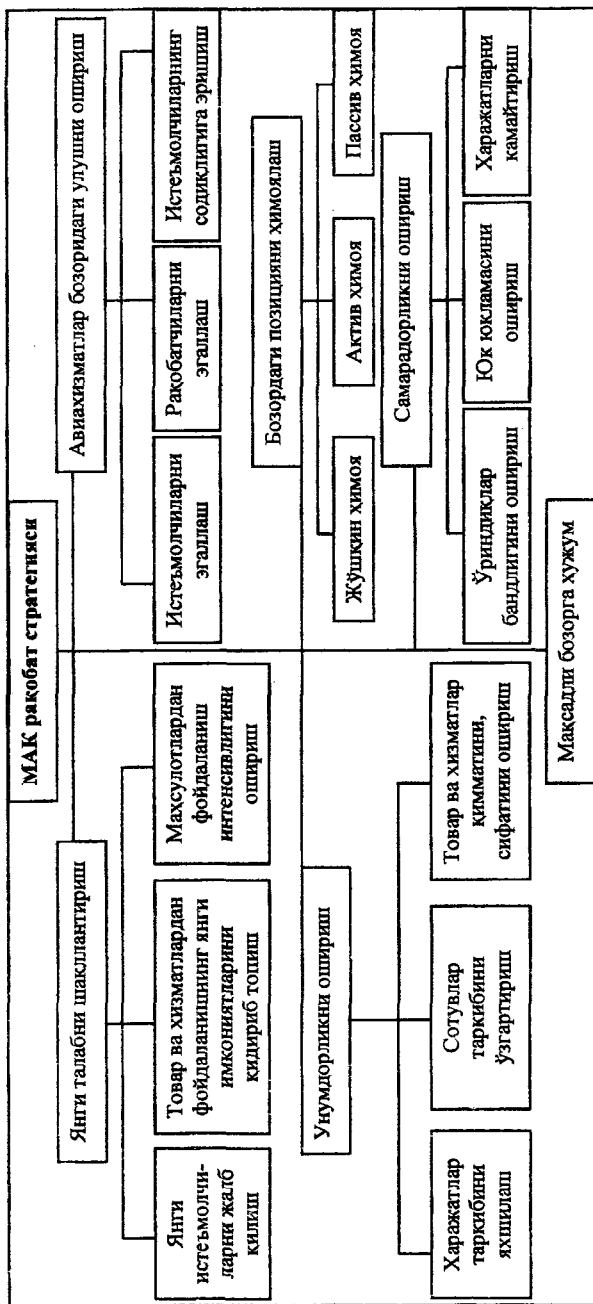 МАК рақобат стратегияси
Янги талабни шакллантириш
Янги
истеъмолчи-
ларни жалб
килиш
Товар ва хизматлардан
фойдаланишнинг янги
имкониятларини
қидириб топиш
Маҳсулотлардан
фойдаланиш
интенсивлигини
ошириш
Авиахизматлар бозоридаги улушни ошириш
Истеъмолчиларни
эгаллаш
Рақобатчиларни
эгаллаш
Истеъмолчиларнинг
содиқлигига эришиш
Бозордаги позицияни ҳимоялаш
Жўшқин ҳимоя
Актив ҳимоя
Пассив ҳимоя
Унумдорликни ошириш
Харажатлар
таркибини
яхшилаш
Сотувлар
таркибини
ўзгартириш
Товар ва хизматлар
қимматини,
сифатини ошириш
Самарадорликни ошириш
Ўриндиқлар
бандлигини ошириш
Юк юкламасини
ошириш
Харажатларни
камайтириш
Мақсадли бозорга хужум